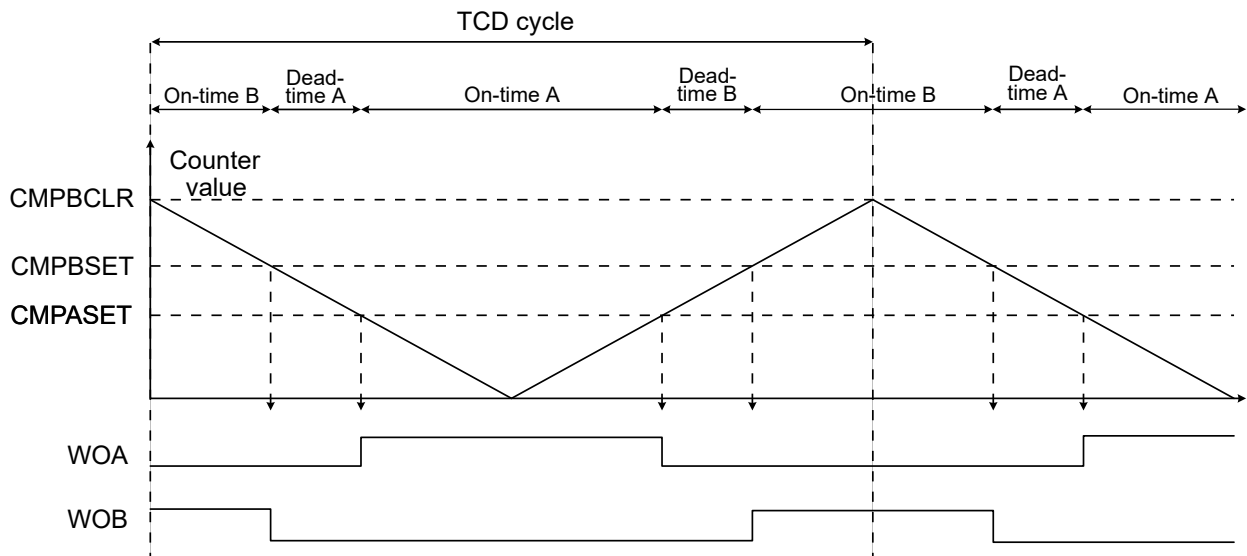 TCD cycle
On-time B
Dead-
time A
On-time A
Dead-
time B
On-time B
Dead-
time A
On-time A
Counter
value
CMPBCLR
CMPBSET
CMPASET
WOA
WOB